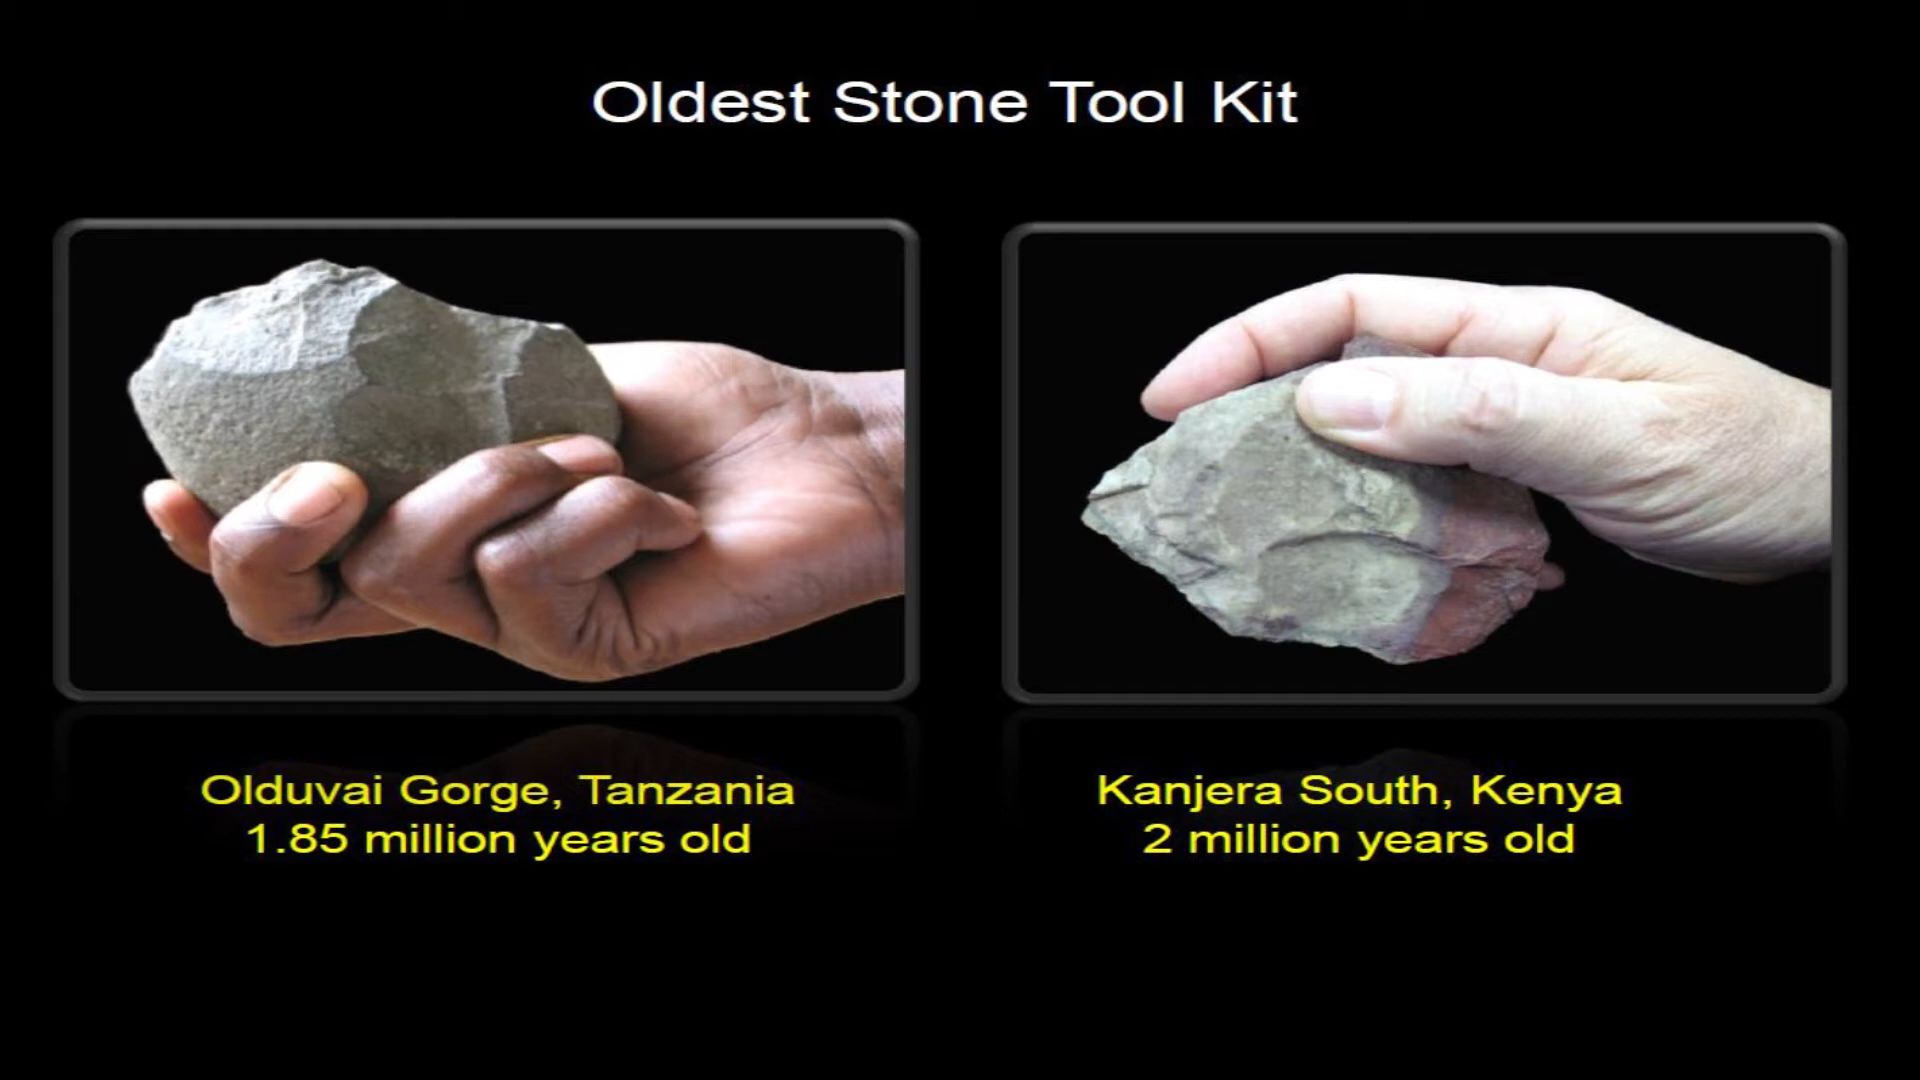 Oldest Stone Tool Kit
Olduvai Gorge, Tanzania
1.85 million years old
Kanjera South, Kenya
2 million years old